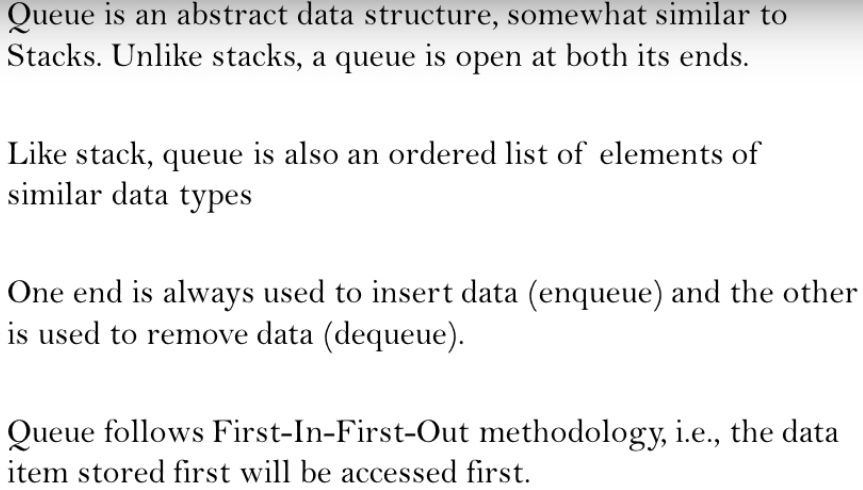 Queue is an abstract data structure, somewhat similar to
Stacks. Unlike stacks, a queue is open at both its ends.
Like stack, queue is also an ordered list of elements of
similar data types
One end is always used to insert data (enqueue) and the other
is used to remove data (dequeue).
Queue follows First-In-First-Out methodology, i.e., the data
item stored first will be accessed first.